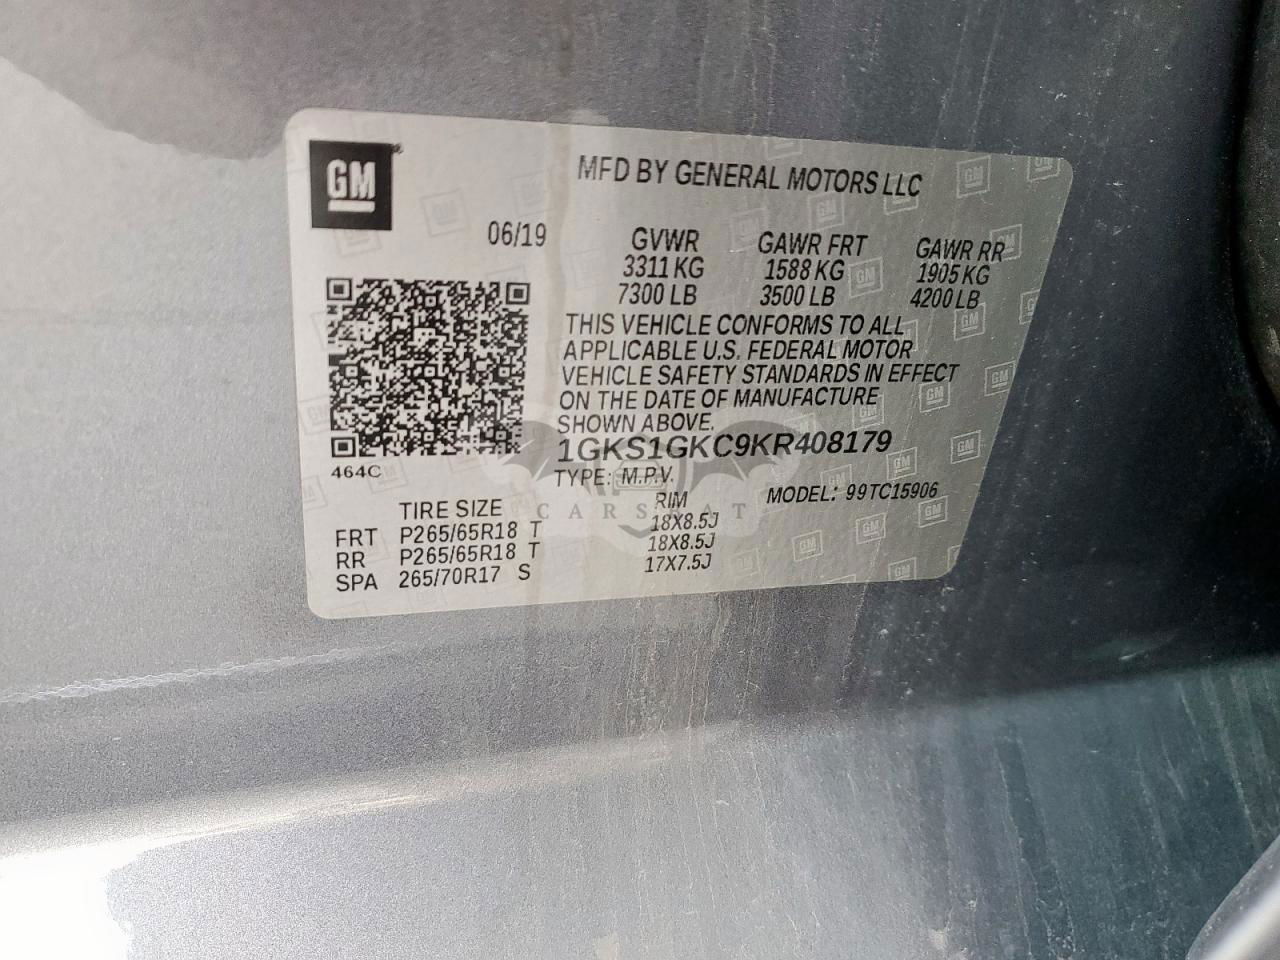 GM
MFD BY GENERAL MOTORS LLC
06/19
GVWR GAWR FRT GAWR RR
3311 KG 1588 KG 1905 KG
7300 LB 3500 LB 4200 LB
THIS VEHICLE CONFORMS TO ALL
APPLICABLE U.S. FEDERAL MOTOR
VEHICLE SAFETY STANDARDS IN EFFECT
ON THE DATE OF MANUFACTURE
SHOWN ABOVE.
1GKS1GKC9KR408179
464C
TYPE: M.P.V. MODEL: 99TC15906
TIRE SIZE RIM
FRT P265/65R18 T 18X8.5J
RR P265/65R18 T 18X8.5J
SPA 265/70R17 S 17X7.5J
CARSBAT